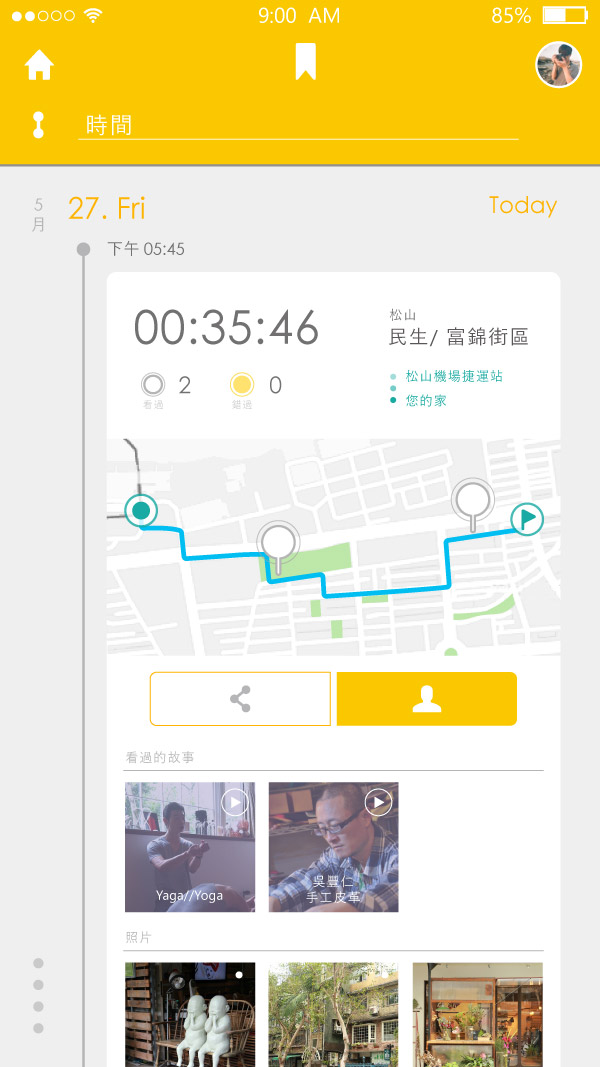 9:00 AM
85%
時間
5
月
27. Fri
Today
下午 05:45
00:35:46
松山
民生/ 富錦街區
2
看過
0
錯過
松山機場捷運站
您的家
看過的故事
Yaga//Yoga
吳豐仁
手工皮革
照片